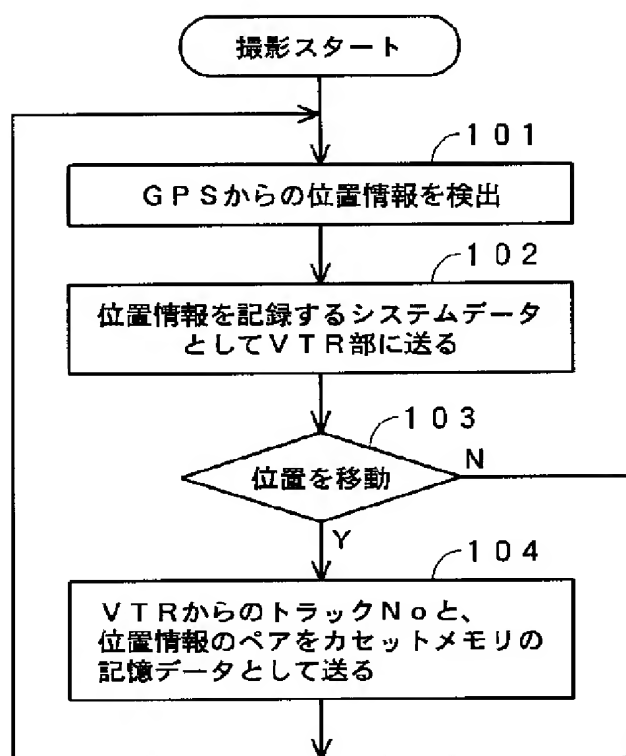 撮影スタート
101
GPSからの位置情報を検出
102
位置情報を記録するシステムデータ
としてVTR部に送る
103
位置を移動
N
Y
104
VTRからのトラックNoと、
位置情報のペアをカセットメモリの
記憶データとして送る